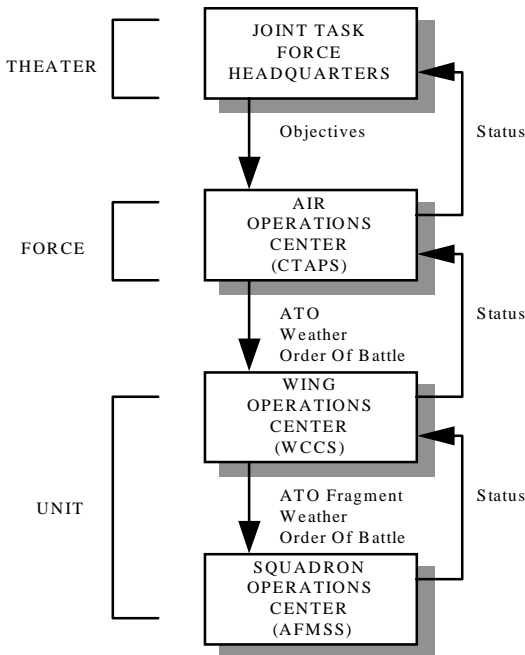 JOINT TASK
FORCE
HEADQUARTERS
THEATER
Objectives
Status
AIR
OPERATIONS
CENTER
(CTAPS)
FORCE
ATO
Weather
Order Of Battle
Status
WING
OPERATIONS
CENTER
(WCCS)
UNIT
ATO Fragment
Weather
Order Of Battle
Status
SQUADRON
OPERATIONS
CENTER
(AFMSS)